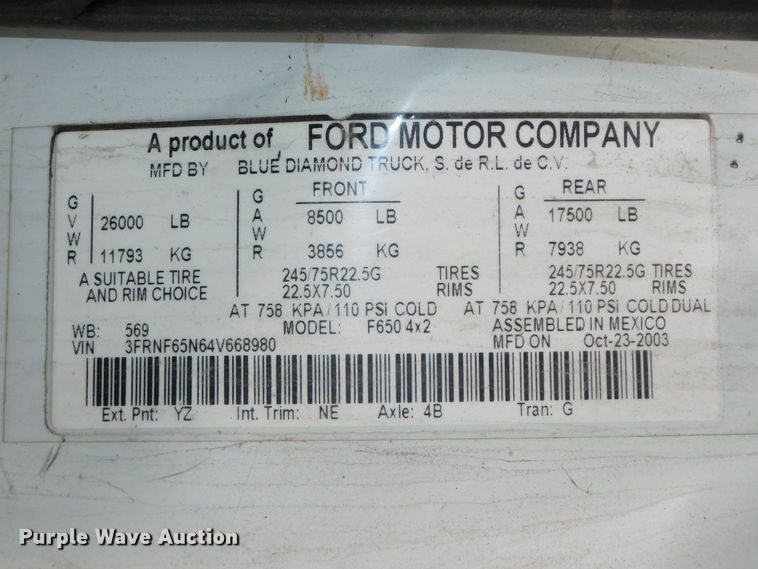 A product of FORD MOTOR COMPANY
MFD BY BLUE DIAMOND TRUCK, S. de R.L. de C.V.
GVWR 26000 LB 11793 KG
GAWR FRONT 8500 LB 3856 KG
GAWR REAR 17500 LB 7938 KG
A SUITABLE TIRE 245/75R22.5G TIRES 245/75R22.5G TIRES
AND RIM CHOICE 22.5X7.50 RIMS 22.5X7.50 RIMS
AT 758 KPA/110 PSI COLD AT 758 KPA/110 PSI COLD DUAL
WB: 569 MODEL: F650 4x2 ASSEMBLED IN MEXICO
VIN 3FRNF65N64V668980 MFD ON Oct-23-2003
Ext. Pnt: YZ Int. Trim: NE Axle: 4B Tran: G
Purple Wave Auction